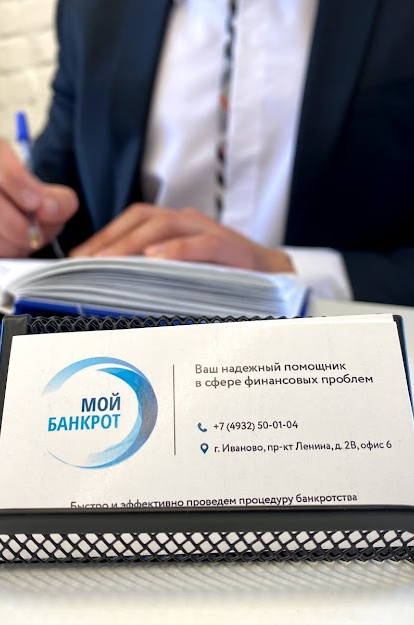 МОЙ
БАНКРОТ
Ваш надежный помощник
в сфере финансовых проблем
+7 (4932) 50-01-04
г. Иваново, пр-кт Ленина, д. 2В, офис 6
Быстро и эффективно проведем процедуру банкротства